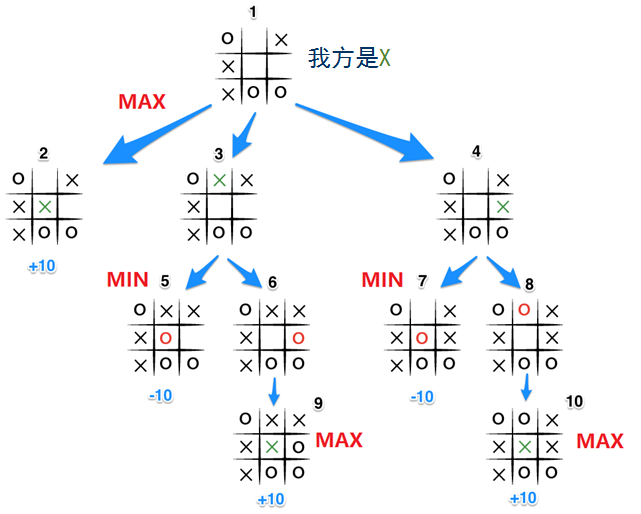 1
O ×
×
× O O
我方是X
MAX
2
O ×
× ×
× O O
+10
3
O × ×
×
× O O
4
O ×
× ×
× O O
MIN
5
O × ×
× O
× O O
-10
6
O × ×
× O
× O O
MIN
7
O ×
× O ×
× O O
-10
8
O O ×
× ×
× O O
9
O × ×
× × O
× O O
MAX
+10
10
O O ×
× × ×
× O O
MAX
+10